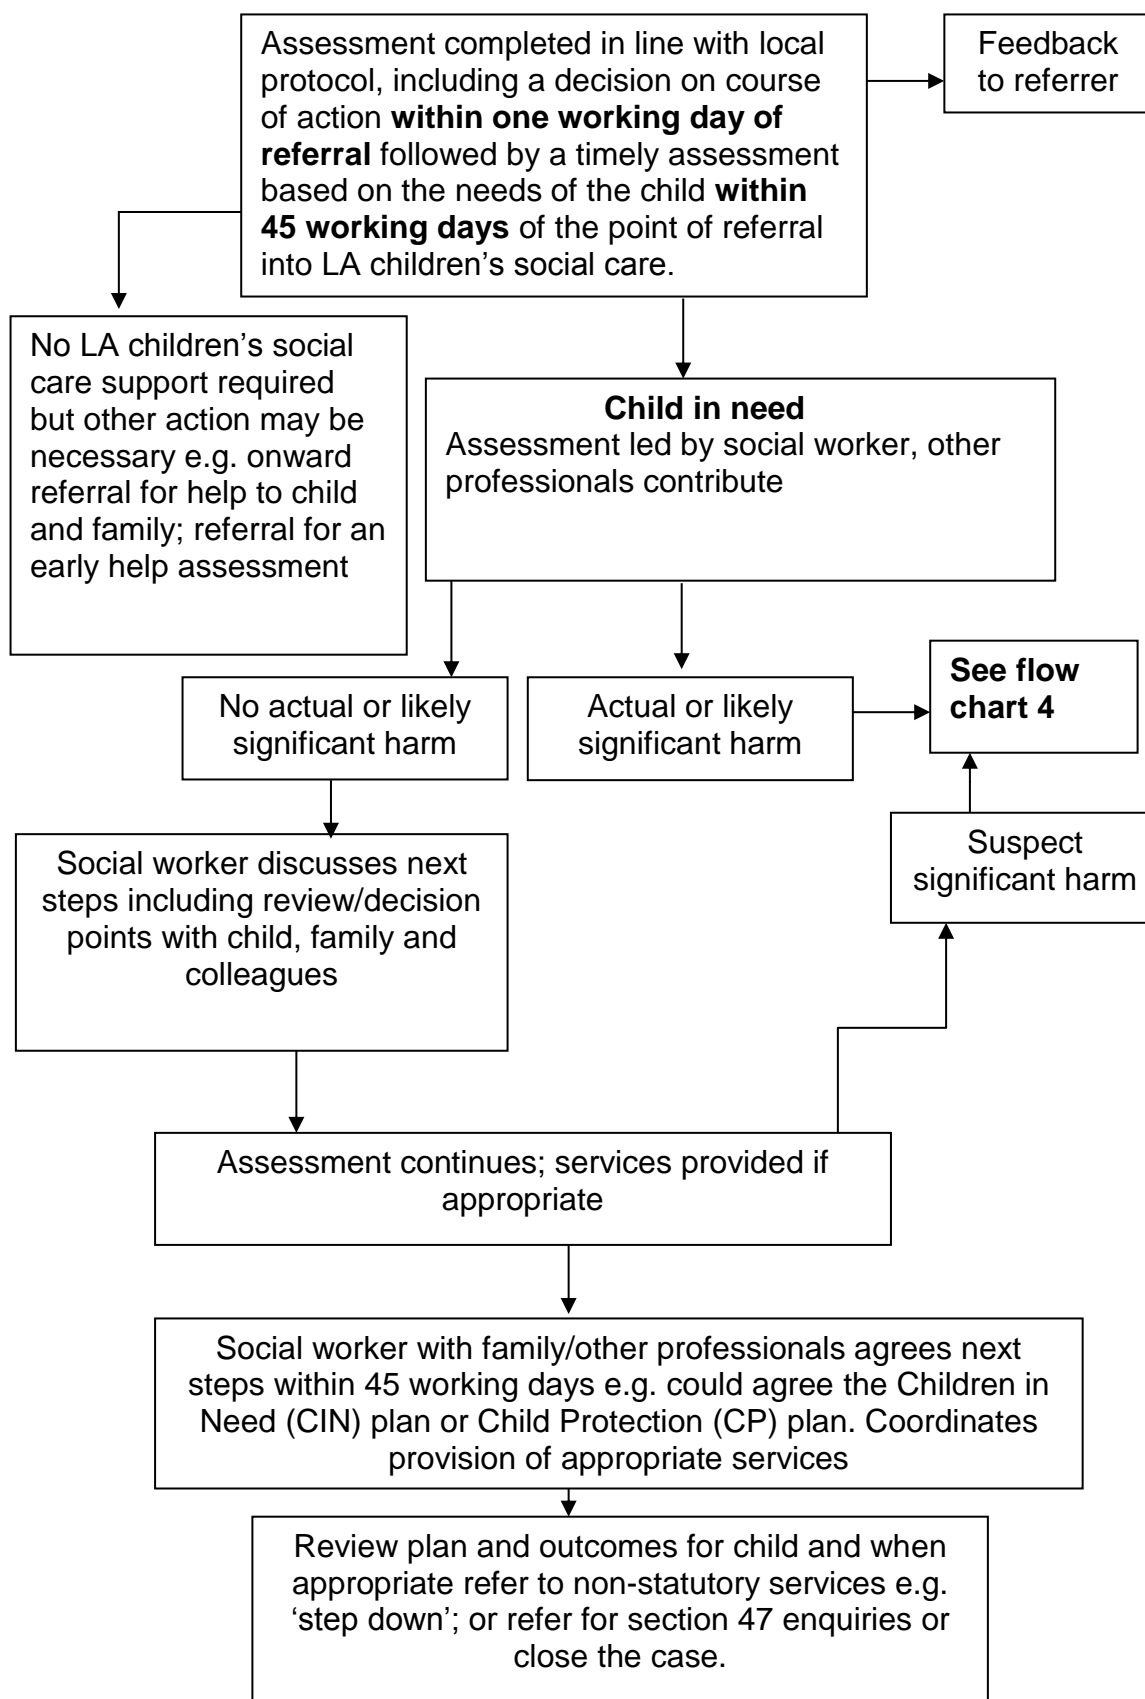 Assessment completed in line with local
protocol, including a decision on course
of action within one working day of
referral followed by a timely assessment
based on the needs of the child within
45 working days of the point of referral
into LA children’s social care.
Feedback
to referrer
No LA children’s social
care support required
but other action may be
necessary e.g. onward
referral for help to child
and family; referral for an
early help assessment
Child in need
Assessment led by social worker, other
professionals contribute
No actual or likely
significant harm
Actual or likely
significant harm
See flow
chart 4
Suspect
significant harm
Social worker discusses next
steps including review/decision
points with child, family and
colleagues
Assessment continues; services provided if
appropriate
Social worker with family/other professionals agrees next
steps within 45 working days e.g. could agree the Children in
Need (CIN) plan or Child Protection (CP) plan. Coordinates
provision of appropriate services
Review plan and outcomes for child and when
appropriate refer to non-statutory services e.g.
‘step down’; or refer for section 47 enquiries or
close the case.